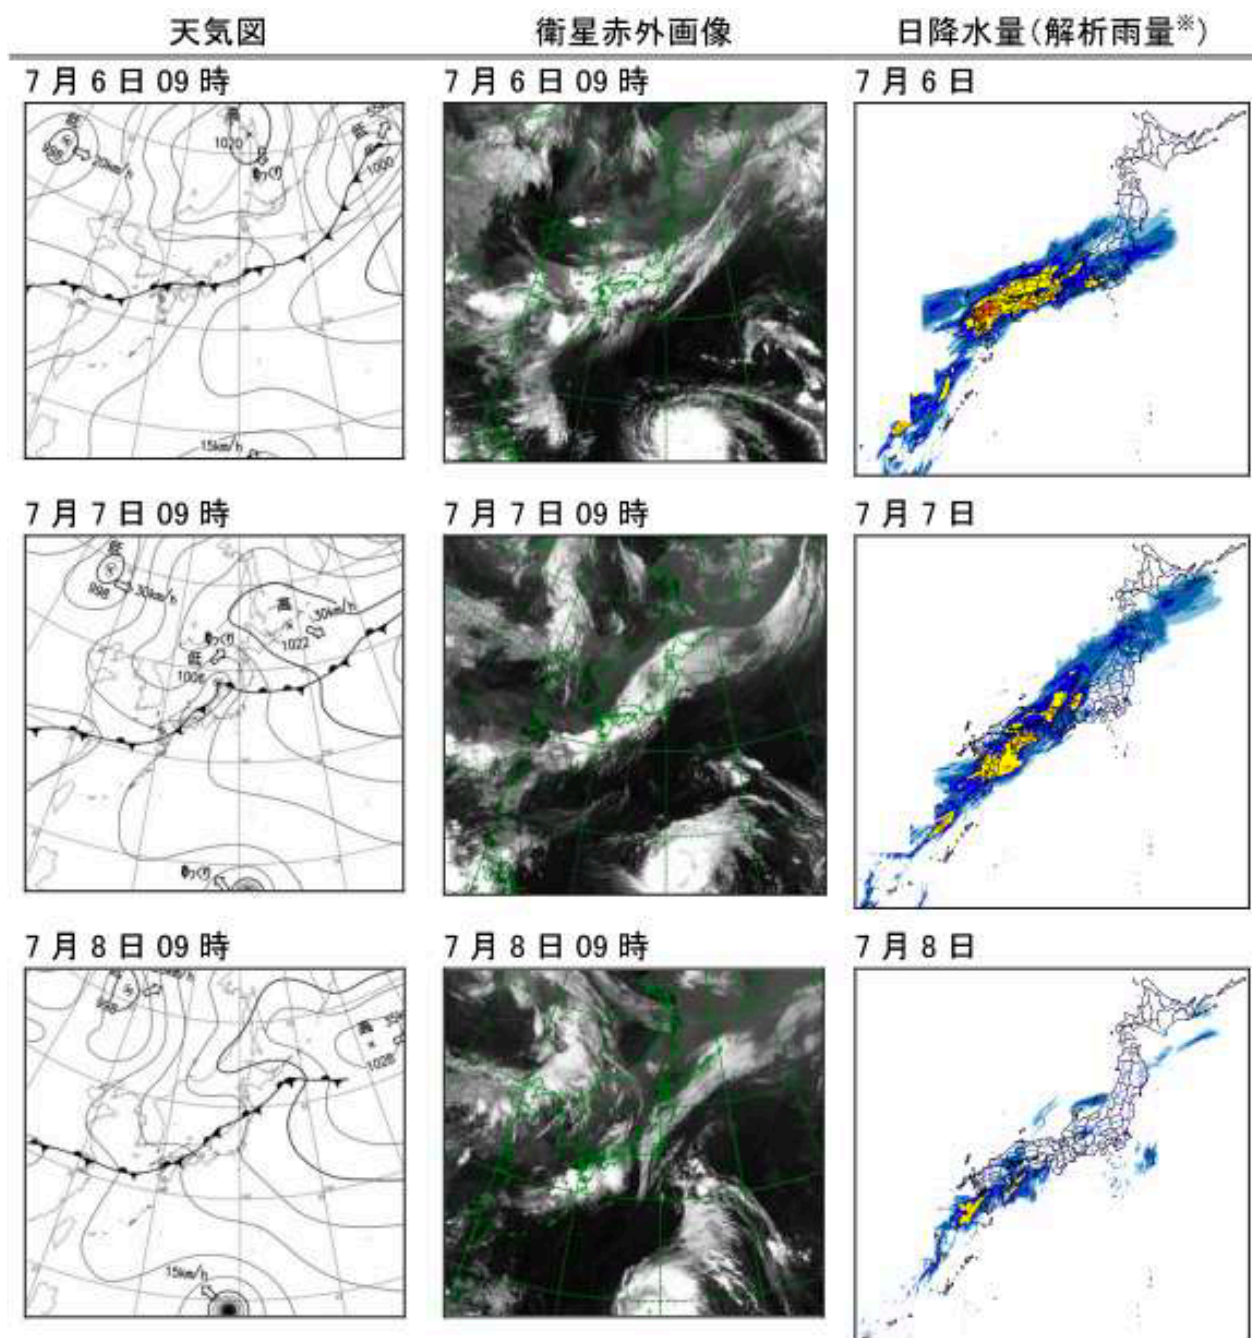 天気図 衛星赤外画像 日降水量(解析雨量※)
7月6日09時 7月6日09時 7月6日
低 高 低
998 20km/h 1020 ゆっくり 1000
15km/h
7月7日09時 7月7日09時 7月7日
低 998 30km/h
高 30km/h 1022
ゆっくり 低 1006
ゆっくり
7月8日09時 7月8日09時 7月8日
998
高 1028
15km/h